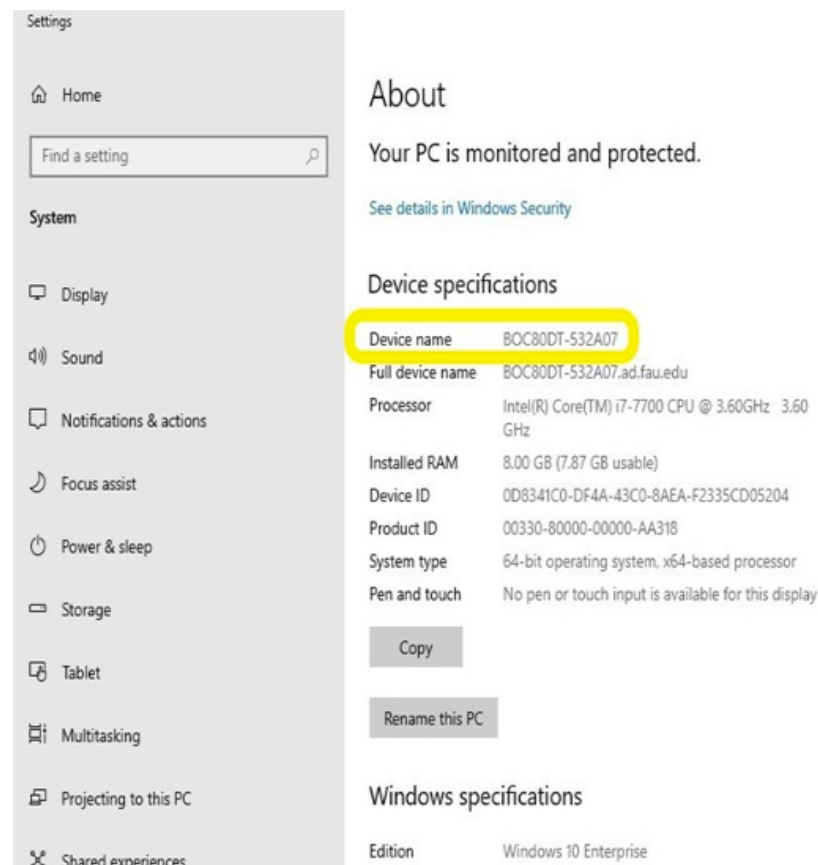 Settings
Home
Find a setting
System
Display
Sound
Notifications & actions
Focus assist
Power & sleep
Storage
Tablet
Multitasking
Projecting to this PC
Shared experiences
About
Your PC is monitored and protected.
See details in Windows Security
Device specifications
Device name BOC80DT-532A07
Full device name BOC80DT-532A07.ad.fau.edu
Processor Intel(R) Core(TM) i7-7700 CPU @ 3.60GHz 3.60
GHz
Installed RAM 8.00 GB (7.87 GB usable)
Device ID 0D8341C0-DF4A-43C0-8AEA-F2335CD05204
Product ID 00330-80000-00000-AA318
System type 64-bit operating system, x64-based processor
Pen and touch No pen or touch input is available for this display
Copy
Rename this PC
Windows specifications
Edition Windows 10 Enterprise